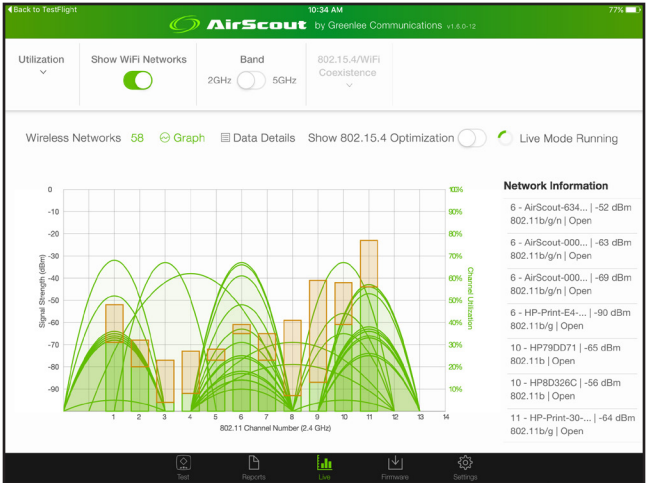 Back to TestFlight
10:34 AM
77%
AirScout by Greenlee Communications v1.6.0-12
Utilization
Show WiFi Networks
Band
2GHz 5GHz
802.15.4/WiFi
Coexistence
Wireless Networks 58 Graph Data Details Show 802.15.4 Optimization Live Mode Running
Network Information
6 - AirScout-634... | -52 dBm
802.11b/g/n | Open
6 - AirScout-000... | -63 dBm
802.11b/g/n | Open
6 - AirScout-000... | -69 dBm
802.11b/g/n | Open
6 - HP-Print-E4-... | -90 dBm
802.11b/g | Open
10 - HP79DD71 | -65 dBm
802.11b | Open
10 - HP8D326C | -56 dBm
802.11b | Open
11 - HP-Print-30-... | -64 dBm
802.11b/g | Open
Signal Strength (dBm)
0
-10
-20
-30
-40
-50
-60
-70
-80
-90
100%
90%
80%
70%
60%
50%
40%
30%
20%
10%
Channel Utilization
1 2 3 4 5 6 7 8 9 10 11 12 13 14
802.11 Channel Number (2.4 GHz)
Test
Reports
Live
Firmware
Settings